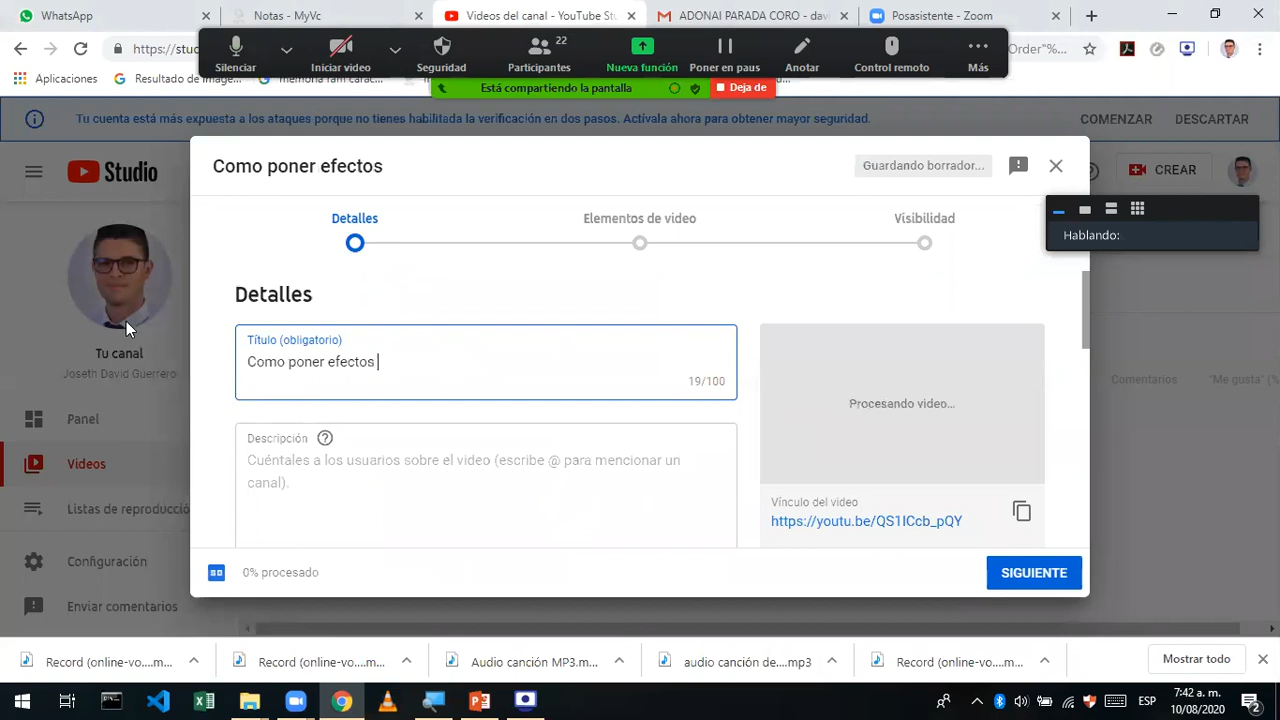 WhatsApp
Notas - MyVc
Videos del canal - YouTube Stu
ADONAI PARADA CORO - davi
Posasistente - Zoom
https://stud
Order"%...
Silenciar
Iniciar video
Seguridad
22
Participantes
Nueva función
Poner en paus
Anotar
Control remoto
Más
Aplicaciones
Resultado de image...
memoria ram carac...
Está compartiendo la pantalla
Deja de
Tu cuenta está más expuesta a los ataques porque no tienes habilitada la verificación en dos pasos. Actívala ahora para obtener mayor seguridad.
COMENZAR
DESCARTAR
Studio
Como poner efectos
Guardando borrador...
CREAR
Detalles
Elementos de video
Visibilidad
Hablando:
Detalles
Título (obligatorio)
Como poner efectos
19/100
Procesando video...
Tu canal
Joseth David Guerrero
Comentarios
"Me gusta" (%
Panel
Descripción
Cuéntales a los usuarios sobre el video (escribe @ para mencionar un
canal).
Videos
Vínculo del video
https://youtu.be/QS1ICcb_pQY
Listas de reproducció
Configuración
0% procesado
SIGUIENTE
Enviar comentarios
Record (online-vo....m...
Record (online-vo....m...
Audio canción MP3.m...
audio canción de....mp3
Record (online-vo....m...
Mostrar todo
ESP
7:42 a. m.
10/08/2020
2